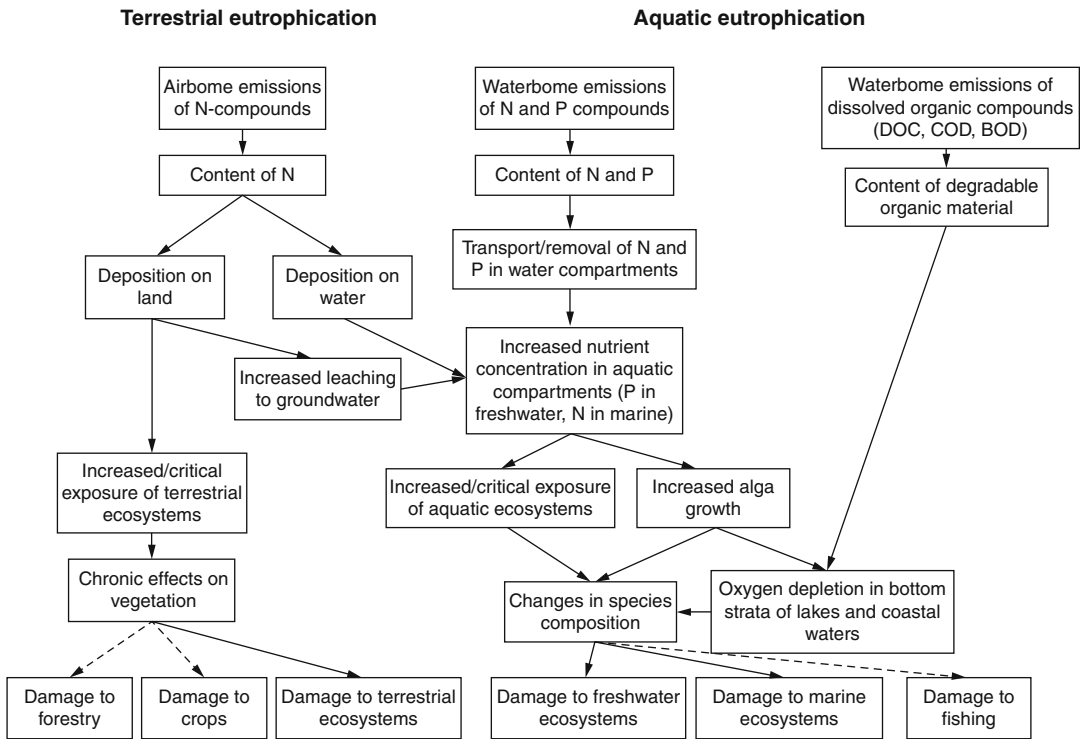 Terrestrial eutrophication
Aquatic eutrophication
Airbome emissions
of N-compounds
Waterbome emissions
of N and P compounds
Waterbome emissions of
dissolved organic compounds
(DOC, COD, BOD)
Content of N
Content of N and P
Content of degradable
organic material
Deposition on
land
Deposition on
water
Transport/removal of N and
P in water compartments
Increased leaching
to groundwater
Increased nutrient
concentration in aquatic
compartments (P in
freshwater, N in marine)
Increased/critical
exposure of terrestrial
ecosystems
Increased/critical exposure
of aquatic ecosystems
Increased alga
growth
Chronic effects on
vegetation
Changes in species
composition
Oxygen depletion in bottom
strata of lakes and coastal
waters
Damage to
forestry
Damage to
crops
Damage to terrestrial
ecosystems
Damage to freshwater
ecosystems
Damage to marine
ecosystems
Damage to
fishing